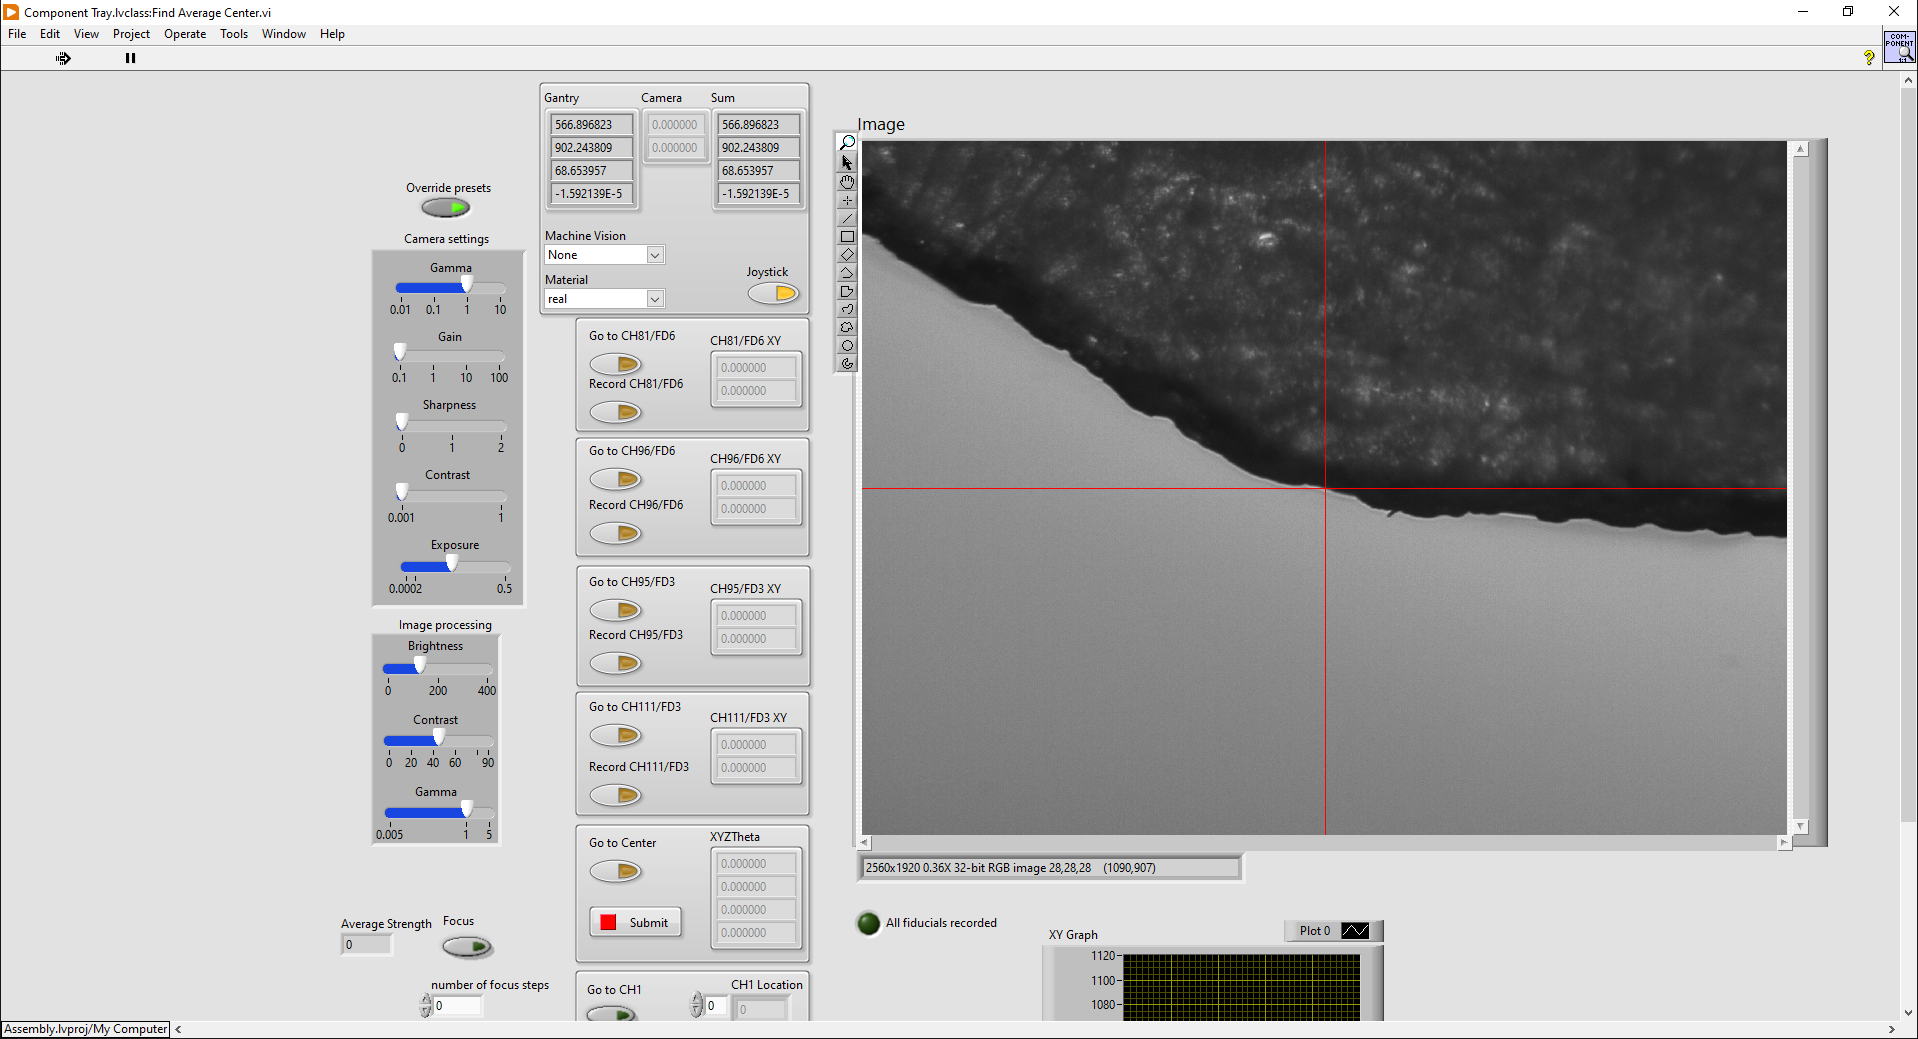 Component Tray.lvclass:Find Average Center.vi
File Edit View Project Operate Tools Window Help
COM-
PONENT
Gantry Camera Sum
566.896823 0.000000 566.896823
902.243809 0.000000 902.243809
68.653957 68.653957
-1.592139E-5 -1.592139E-5
Machine Vision
None
Material
real
Joystick
Override presets
Camera settings
Gamma
0.01 0.1 1 10
Gain
0.1 1 10 100
Sharpness
0 1 2
Contrast
0.001 1
Exposure
0.0002 0.5
Image processing
Brightness
0 200 400
Contrast
0 20 40 60 90
Gamma
0.005 1 5
Average Strength
0
Focus
number of focus steps
0
Go to CH81/FD6
Record CH81/FD6
CH81/FD6 XY
0.000000
0.000000
Go to CH96/FD6
Record CH96/FD6
CH96/FD6 XY
0.000000
0.000000
Go to CH95/FD3
Record CH95/FD3
CH95/FD3 XY
0.000000
0.000000
Go to CH111/FD3
Record CH111/FD3
CH111/FD3 XY
0.000000
0.000000
Go to Center
Submit
XYZTheta
0.000000
0.000000
0.000000
0.000000
Go to CH1
0
CH1 Location
0
Image
2560x1920 0.36X 32-bit RGB image 28,28,28 (1090,907)
All fiducials recorded
XY Graph
Plot 0
1120
1100
1080
Assembly.lvproj/My Computer